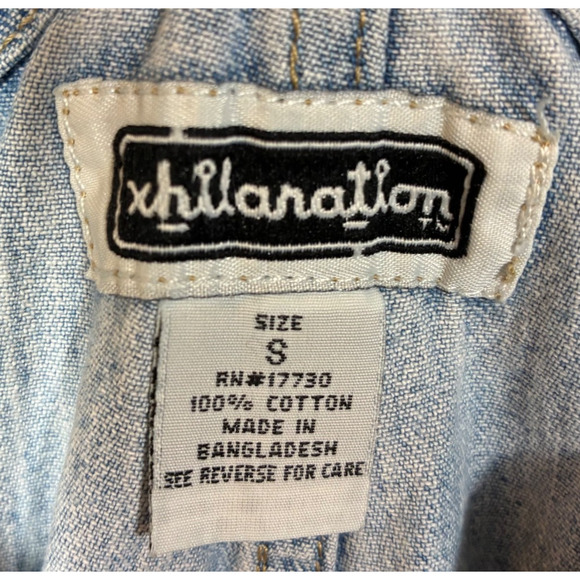 xhilaration
TM
SIZE
S
RN#17730
100% COTTON
MADE IN
BANGLADESH
SEE REVERSE FOR CARE